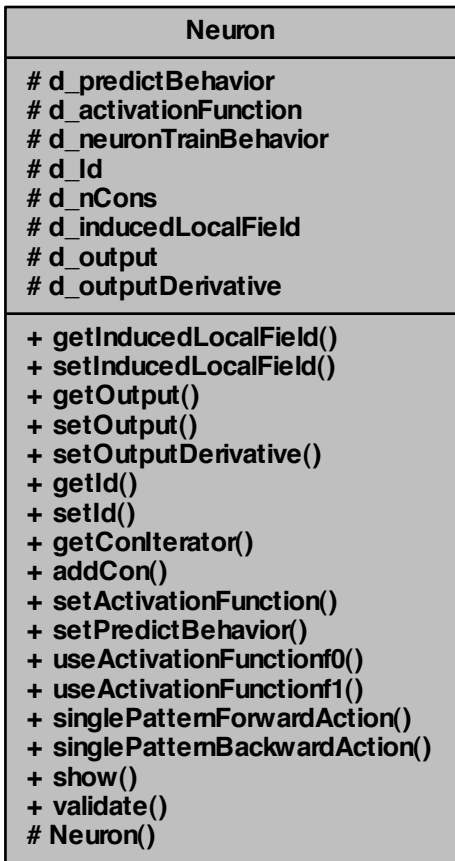 Neuron
# d_predictBehavior
# d_activationFunction
# d_neuronTrainBehavior
# d_Id
# d_nCons
# d_inducedLocalField
# d_output
# d_outputDerivative
+ getInducedLocalField()
+ setInducedLocalField()
+ getOutput()
+ setOutput()
+ setOutputDerivative()
+ getId()
+ setId()
+ getConIterator()
+ addCon()
+ setActivationFunction()
+ setPredictBehavior()
+ useActivationFunctionf0()
+ useActivationFunctionf1()
+ singlePatternForwardAction()
+ singlePatternBackwardAction()
+ show()
+ validate()
# Neuron()